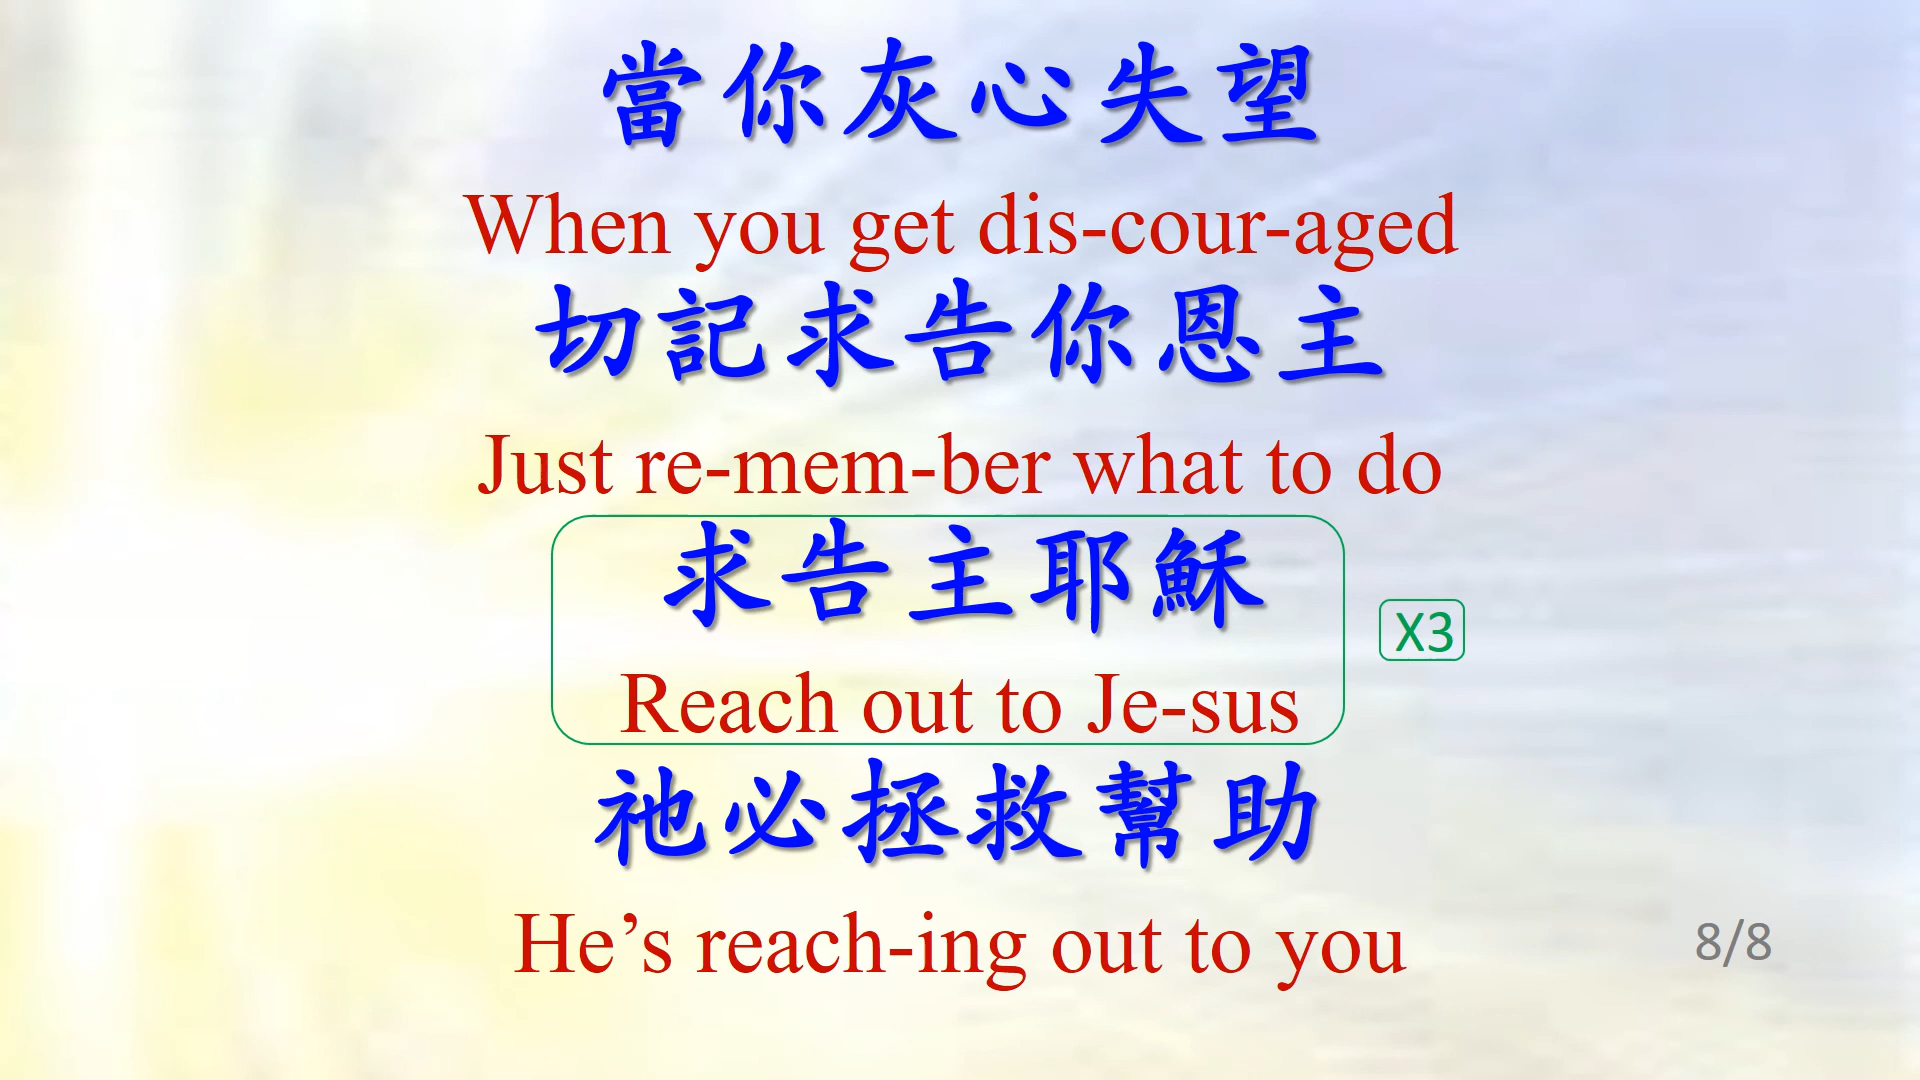 當你灰心失望
When you get dis-cour-aged
切記求告你恩主
Just re-mem-ber what to do
求告主耶穌
X3
Reach out to Je-sus
祂必拯救幫助
He’s reach-ing out to you
8/8